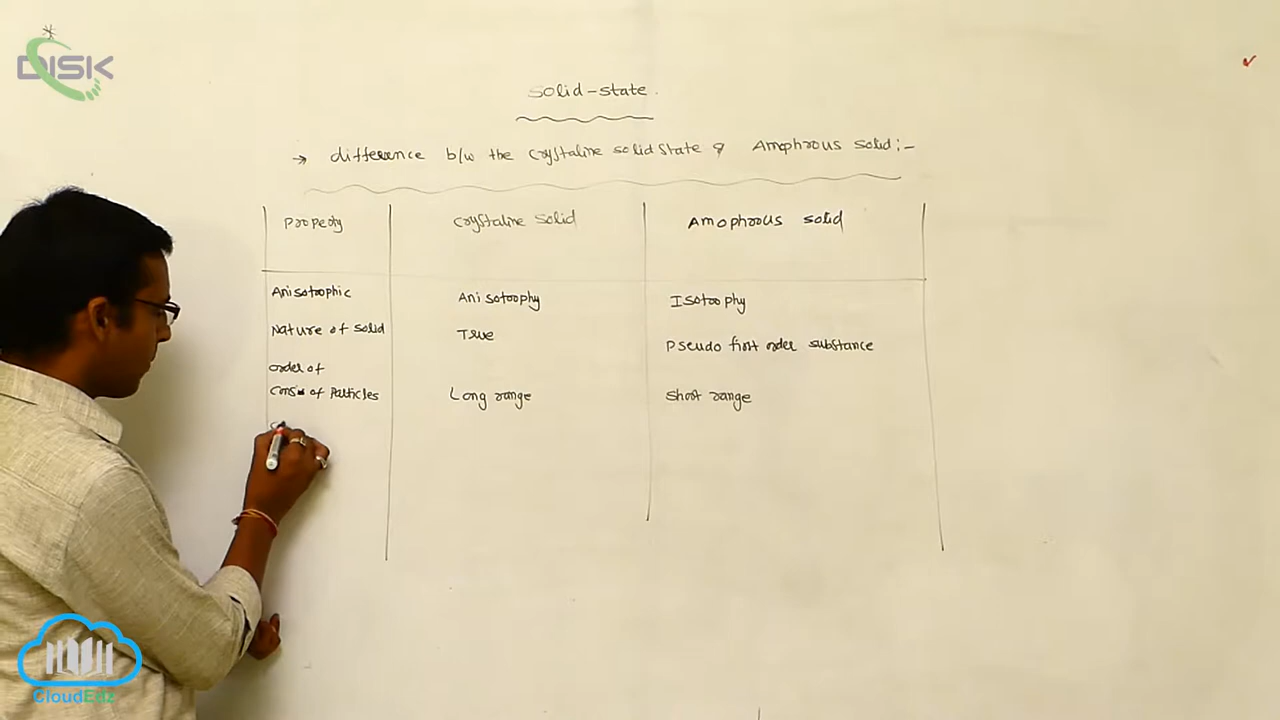 DISK
Solid-state.
→ difference b/w the Crystaline solid state & Amophrous solid:-
Property Crystaline Solid Amophrous solid
Anisotrophic Anisotrophy Isotrophy
Nature of solid True Pseudo first order substance
order of
of Particles Long range Short range
CloudEdz